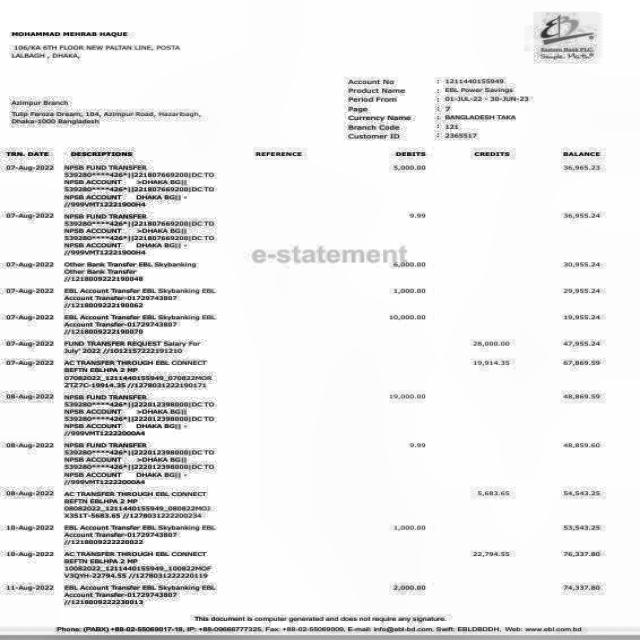 MOHAMMAD MEHRAB HAQUE
106/KA 6TH FLOOR NEW PALTAN LINE, POSTA
LALBAGH , DHAKA,
Eastern Bank PLC.
Account No : 1211440155949
Product Name : EBL Power Savings
Period From : 01-JUL-22 - 30-JUN-23
Page : 7
Currency Name : BANGLADESH TAKA
Branch Code : 121
Customer ID : 2365517
Azimpur Branch
Tulip Feroza Dream, 184, Azimpur Road, Hazaribagh,
Dhaka-1000 Bangladesh
TRN. DATE DESCRIPTIONS REFERENCE DEBITS CREDITS BALANCE
07-Aug-2022 NPSB FUND TRANSFER 5,000.00 36,965.23
539280****426*||221807669200|DC TO
NPSB ACCOUNT >DHAKA BG||
539280****426*||221807669200|DC TO
NPSB ACCOUNT DHAKA BG|| -
//999VMT12221900H4
07-Aug-2022 NPSB FUND TRANSFER 9.99 36,955.24
539280****426*||221807669200|DC TO
NPSB ACCOUNT >DHAKA BG||
539280****426*||221807669200|DC TO
NPSB ACCOUNT DHAKA BG|| -
//999VMT12221900H4
e-statement
07-Aug-2022 Other Bank Transfer EBL Skybanking 6,000.00 30,955.24
Other Bank Transfer
//1218009222190048
07-Aug-2022 EBL Account Transfer EBL Skybanking EBL 1,000.00 29,955.24
Account Transfer-01729743807
//1218009222190062
07-Aug-2022 EBL Account Transfer EBL Skybanking EBL 10,000.00 19,955.24
Account Transfer-01729743807
//1218009222190070
07-Aug-2022 FUND TRANSFER REQUEST Salary For 28,000.00 47,955.24
July' 2022 //1012157222191210
07-Aug-2022 AC TRANSFER THROUGH EBL CONNECT 19,914.35 67,869.59
BEFTN EBLHPA 2 MP
07082022_1211440155949_070822MOR
2TZ7C-19914.35 //1278031222190171
08-Aug-2022 NPSB FUND TRANSFER 19,000.00 48,869.59
539280****426*||222012398000|DC TO
NPSB ACCOUNT >DHAKA BG||
539280****426*||222012398000|DC TO
NPSB ACCOUNT DHAKA BG|| -
//999VMT12222000A4
08-Aug-2022 NPSB FUND TRANSFER 9.99 48,859.60
539280****426*||222012398000|DC TO
NPSB ACCOUNT >DHAKA BG||
539280****426*||222012398000|DC TO
NPSB ACCOUNT DHAKA BG|| -
//999VMT12222000A4
08-Aug-2022 AC TRANSFER THROUGH EBL CONNECT 5,683.65 54,543.25
BEFTN EBLHPA 2 MP
08082022_1211440155949_080822MOJ
X351T-5683.65 //1278031222200234
10-Aug-2022 EBL Account Transfer EBL Skybanking EBL 1,000.00 53,543.25
Account Transfer-01729743807
//1218009222220022
10-Aug-2022 AC TRANSFER THROUGH EBL CONNECT 22,794.55 76,337.80
BEFTN EBLHPA 2 MP
10082022_1211440155949_100822MOF
V3QYH-22794.55 //1278031222220119
11-Aug-2022 EBL Account Transfer EBL Skybanking EBL 2,000.00 74,337.80
Account Transfer-01729743807
//1218009222230013
This document is computer generated and does not require any signature.
Phone: (PABX) +88-02-55069017-18, IP: +88-09666777325, Fax: +88-02-55069009, E-mail: info@ebl-bd.com, Swift: EBLDBDDH, Web: www.ebl.com.bd